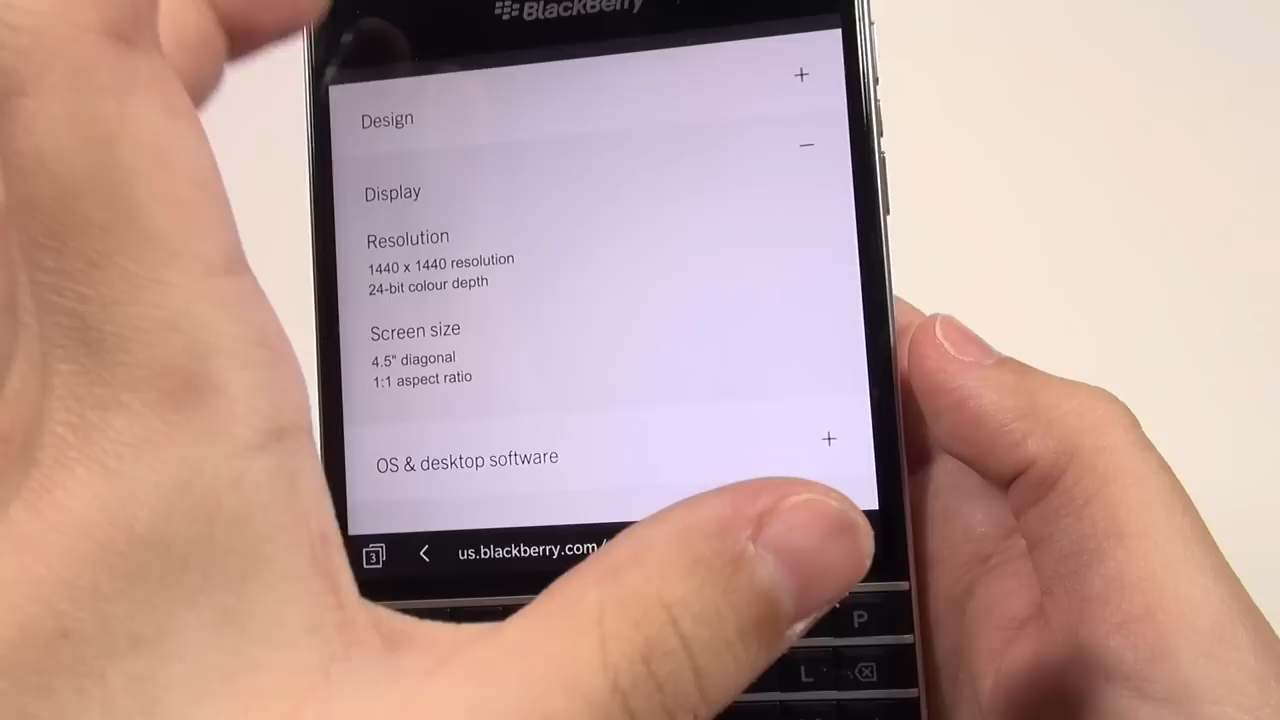 BlackBerry
+
Design
−
Display
Resolution
1440 x 1440 resolution
24-bit colour depth
Screen size
4.5" diagonal
1:1 aspect ratio
+
OS & desktop software
3
us.blackberry.com/
P
L